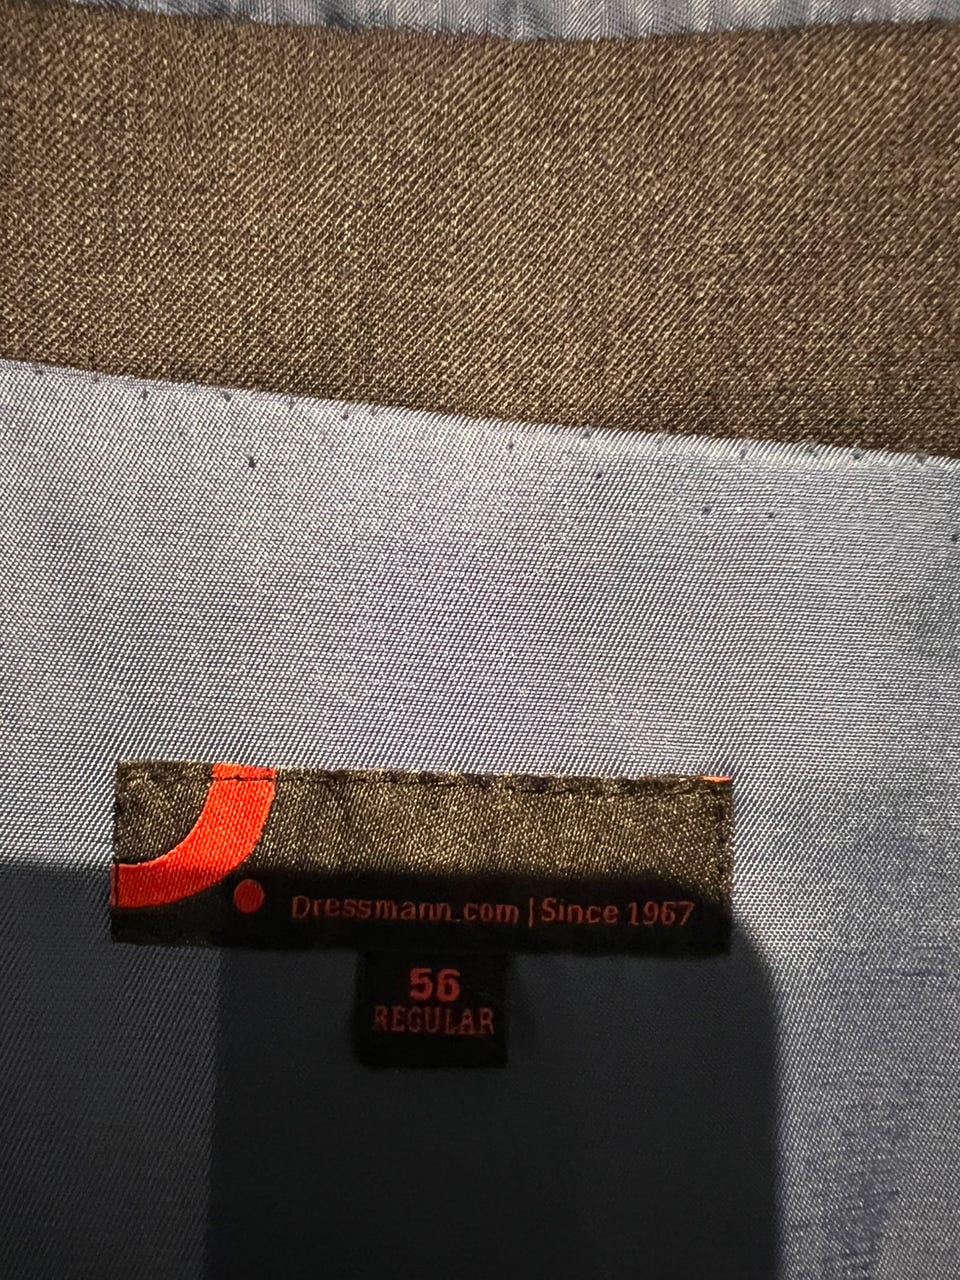 Dressmann.com | Since 1967
56
REGULAR